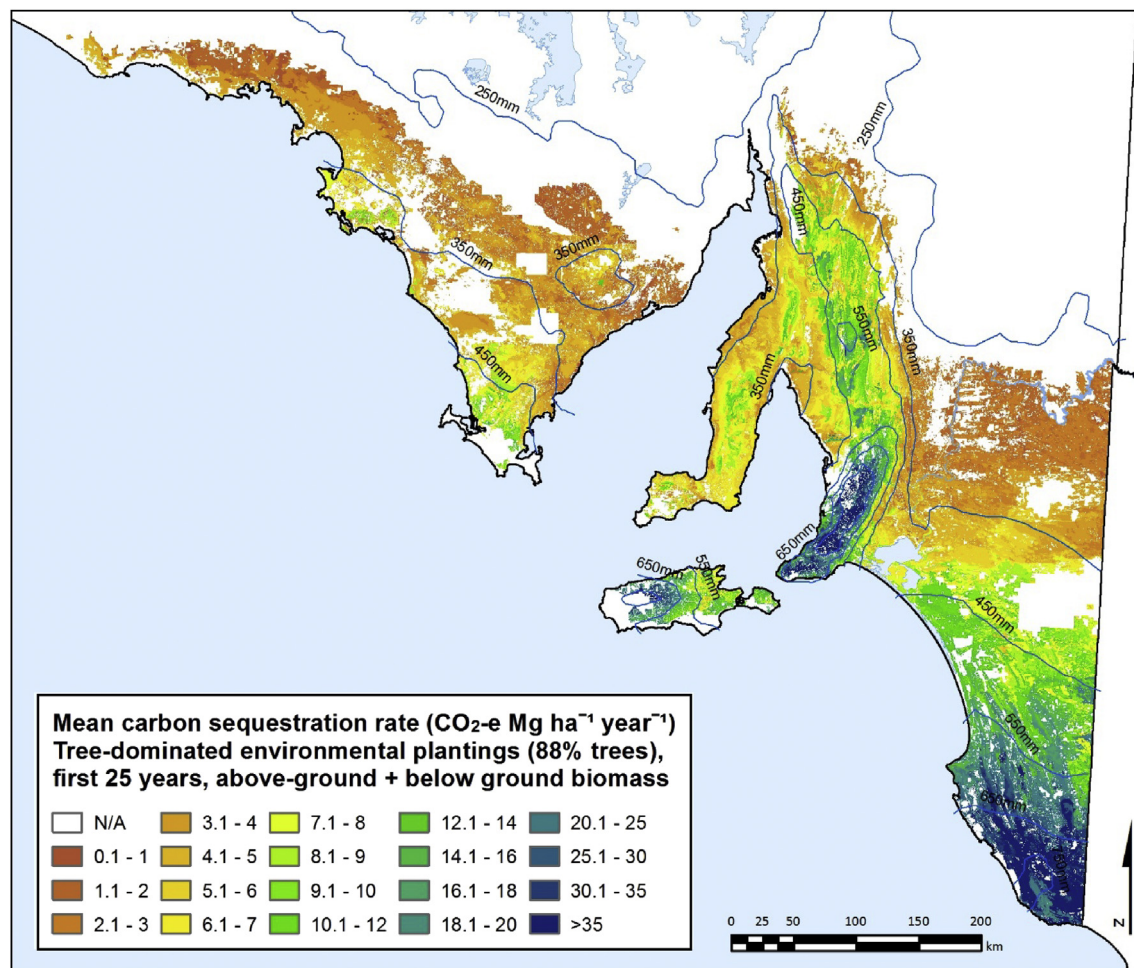 250mm
250mm
450mm
350mm
350mm
550mm
350mm
350mm
450mm
650mm
650mm
550mm
450mm
650mm
650mm
Mean carbon sequestration rate (CO₂-e Mg ha⁻¹ year⁻¹)
Tree-dominated environmental plantings (88% trees),
first 25 years, above-ground + below ground biomass
N/A 3.1 - 4 7.1 - 8 12.1 - 14 20.1 - 25
0.1 - 1 4.1 - 5 8.1 - 9 14.1 - 16 25.1 - 30
1.1 - 2 5.1 - 6 9.1 - 10 16.1 - 18 30.1 - 35
2.1 - 3 6.1 - 7 10.1 - 12 18.1 - 20 >35
0 25 50 100 150 200
km
N